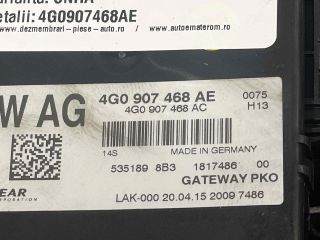 etalii: 4G0907468AE
www.dezmembrari-piese-auto.ro / www.automaterom.ro
W AG
4G0 907 468 AE 0075
4G0 907 468 AC H13
14S MADE IN GERMANY
535189 8B3 1817486 00
GATEWAY PKO
EAR
CORPORATION
LAK-000 20.04.15 2009 7486